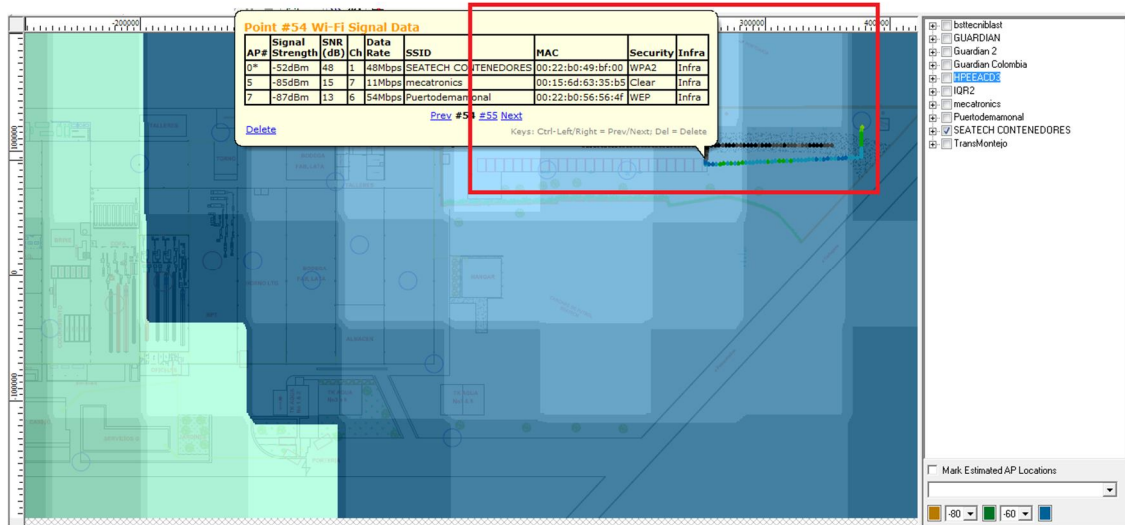 -200000
300000
400000
100000
0
-100000
Point #54 Wi-Fi Signal Data
AP# Signal Strength SNR (dB) Ch Data Rate SSID MAC Security Infra
0* -52dBm 48 1 48Mbps SEATECH CONTENEDORES 00:22:b0:49:bf:00 WPA2 Infra
5 -85dBm 15 7 11Mbps mecatronics 00:15:6d:63:35:b5 Clear Infra
7 -87dBm 13 6 54Mbps Puertodemamonal 00:22:b0:56:56:4f WEP Infra
Prev #54 #55 Next
Delete Keys: Ctrl-Left/Right = Prev/Next; Del = Delete
bsttecniblast
GUARDIAN
Guardian 2
Guardian Colombia
HPEEACD3
IQR2
mecatronics
Puertodemamonal
SEATECH CONTENEDORES
TransMontejo
Mark Estimated AP Locations
-80 -60